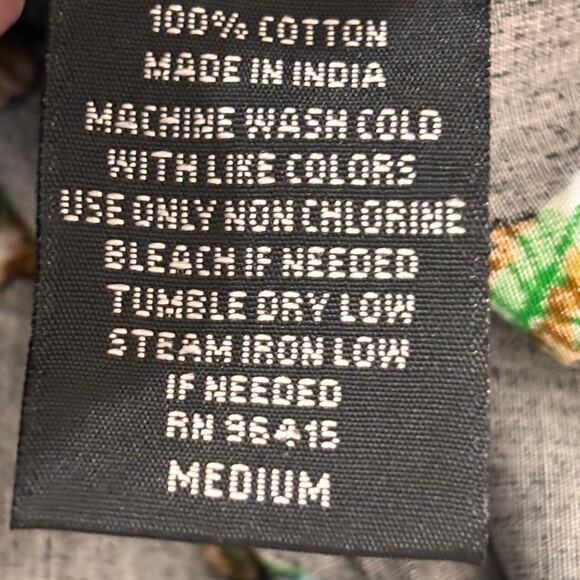 100% COTTON
MADE IN INDIA
MACHINE WASH COLD
WITH LIKE COLORS
USE ONLY NON CHLORINE
BLEACH IF NEEDED
TUMBLE DRY LOW
STEAM IRON LOW
IF NEEDED
RN 96415
MEDIUM